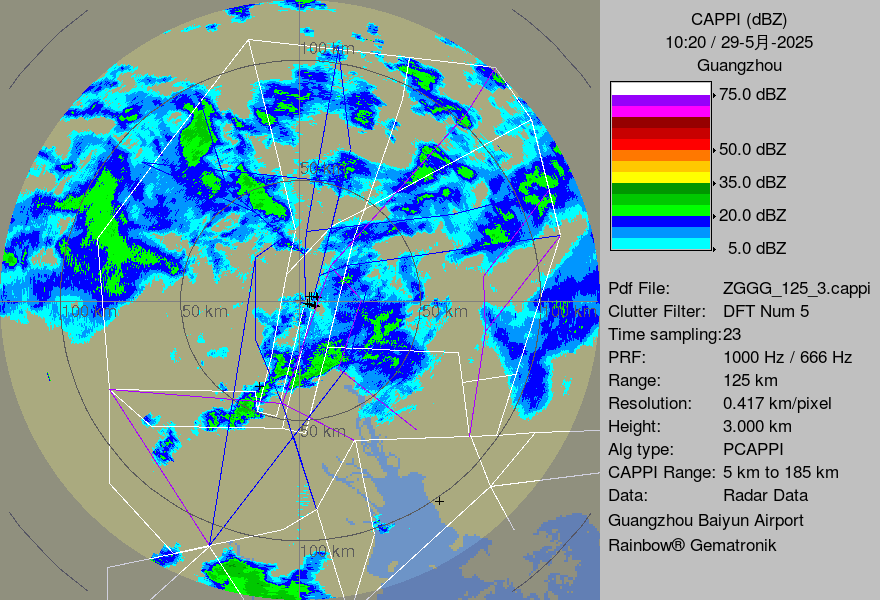 CAPPI (dBZ)
10:20 / 29-5月-2025
Guangzhou
75.0 dBZ
50.0 dBZ
35.0 dBZ
20.0 dBZ
5.0 dBZ
Pdf File: ZGGG_125_3.cappi
Clutter Filter: DFT Num 5
Time sampling:23
PRF: 1000 Hz / 666 Hz
Range: 125 km
Resolution: 0.417 km/pixel
Height: 3.000 km
Alg type: PCAPPI
CAPPI Range: 5 km to 185 km
Data: Radar Data
Guangzhou Baiyun Airport
Rainbow® Gematronik
100 km
50 km
100 km
50 km
50 km
100 km
50 km
100 km